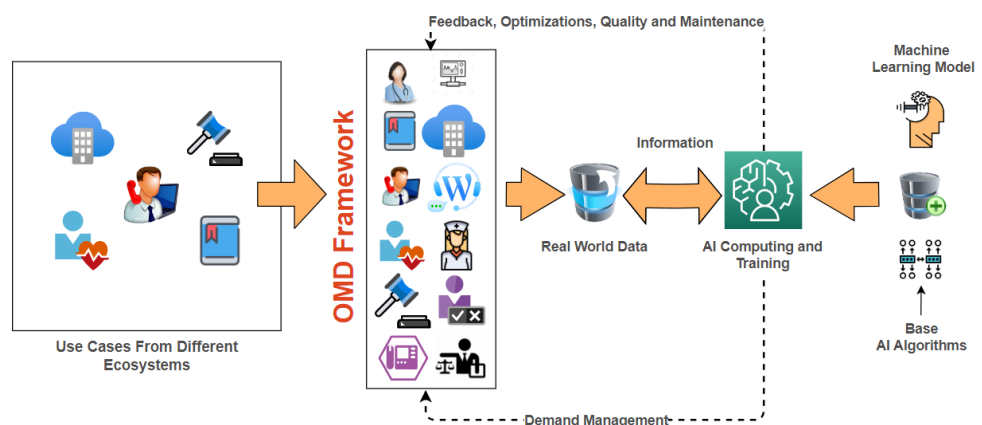 Feedback, Optimizations, Quality and Maintenance
Machine
Learning Model
OMD Framework
W
Information
Real World Data
AI Computing and
Training
Use Cases From Different
Ecosystems
Base
AI Algorithms
Demand Management